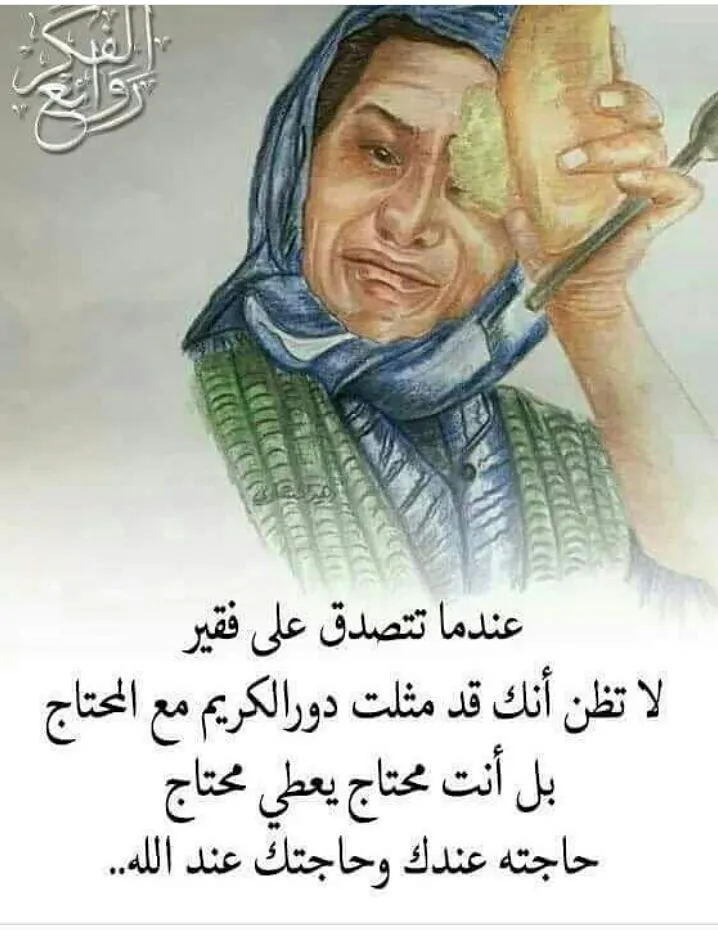 روائع الفكر
عندما تتصدق على فقير
لا تظن أنك قد مثلت دورالكريم مع المحتاج
بل أنت محتاج يعطي محتاج
حاجته عندك وحاجتك عند الله..